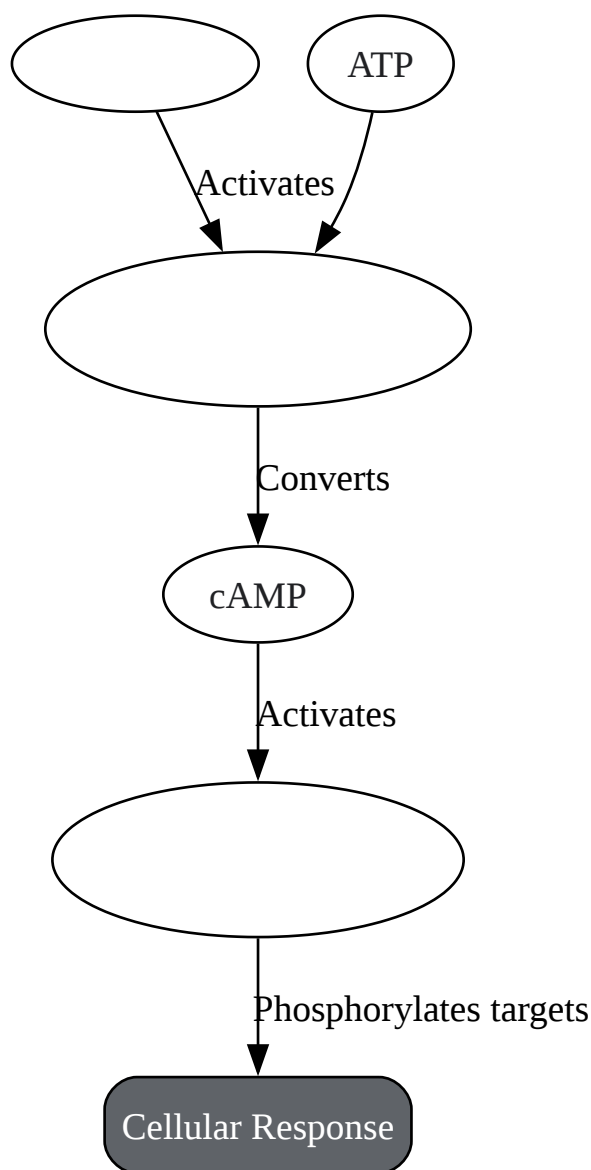 ATP
Activates
Converts
cAMP
Activates
Phosphorylates targets
Cellular Response